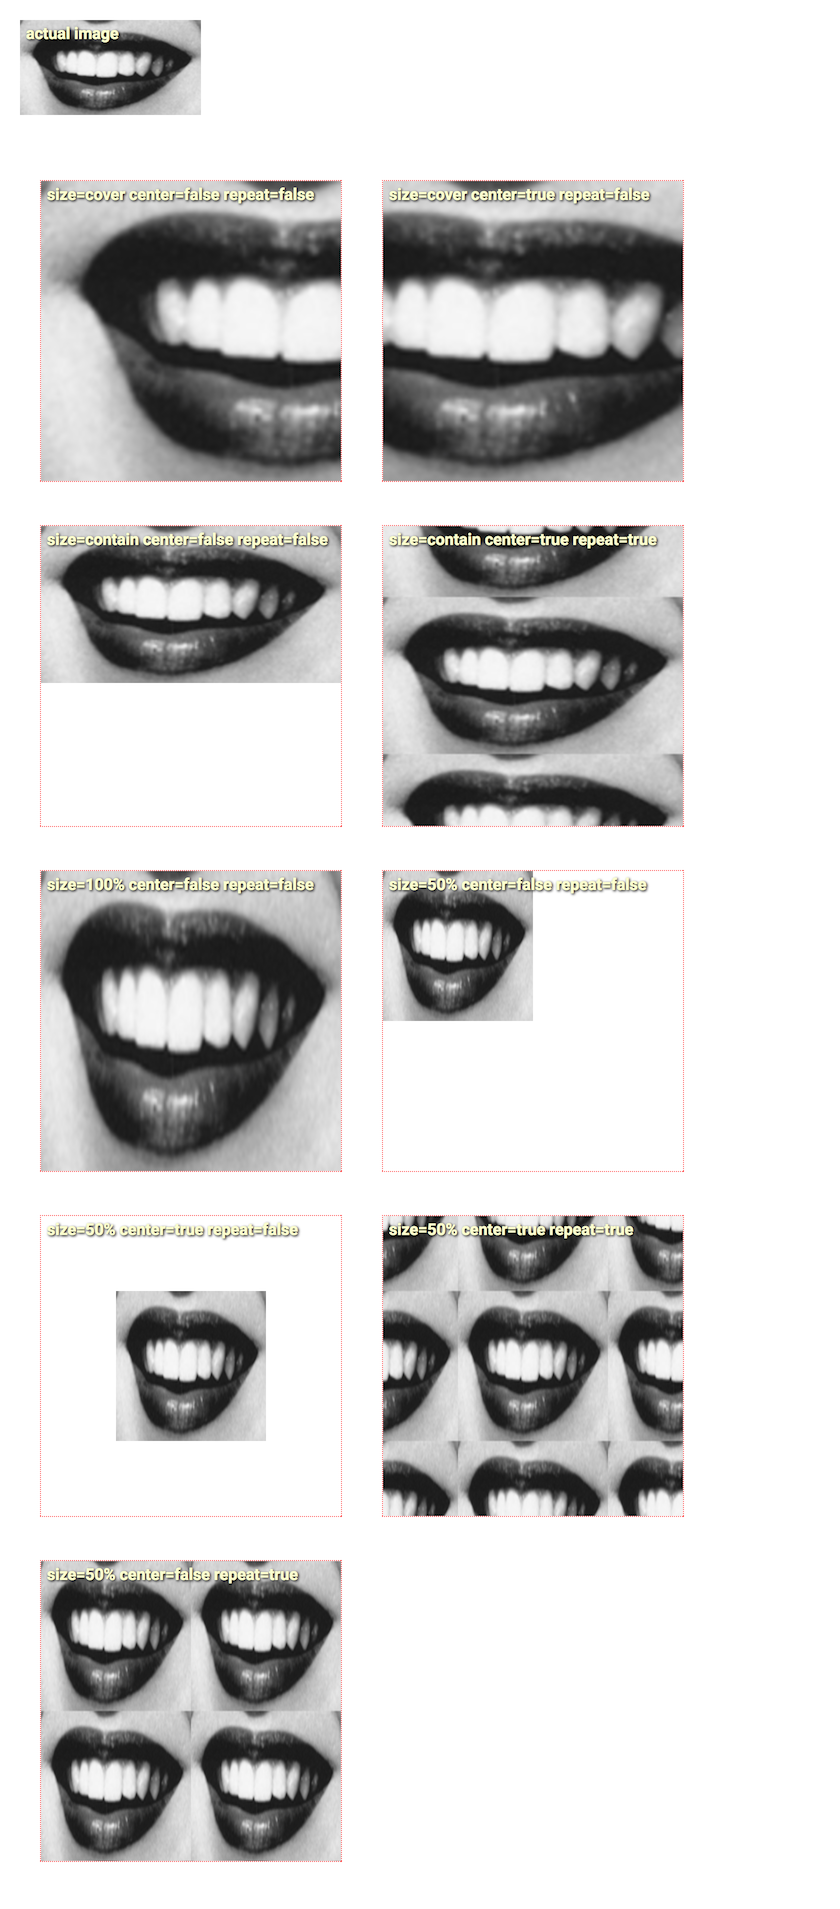 actual image
size=cover center=false repeat=false
size=cover center=true repeat=false
size=contain center=false repeat=false
size=contain center=true repeat=true
size=100% center=false repeat=false
size=50% center=false repeat=false
size=50% center=true repeat=false
size=50% center=true repeat=true
size=50% center=false repeat=true